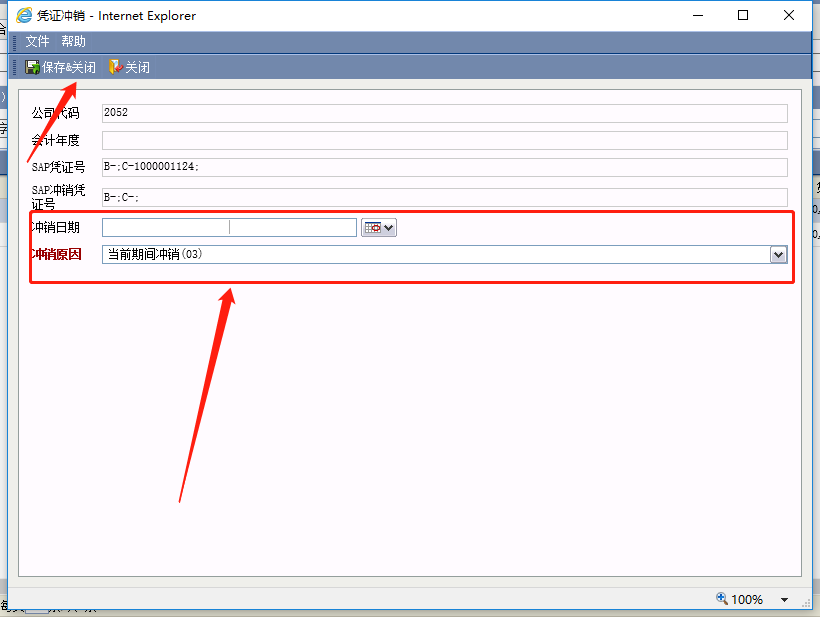 凭证冲销 - Internet Explorer
文件 帮助
保存&关闭 关闭
公司代码 2052
会计年度
SAP凭证号 B-;C-1000001124;
SAP冲销凭
证号 B-;C-;
冲销日期
冲销原因 当前期间冲销(03)
100%